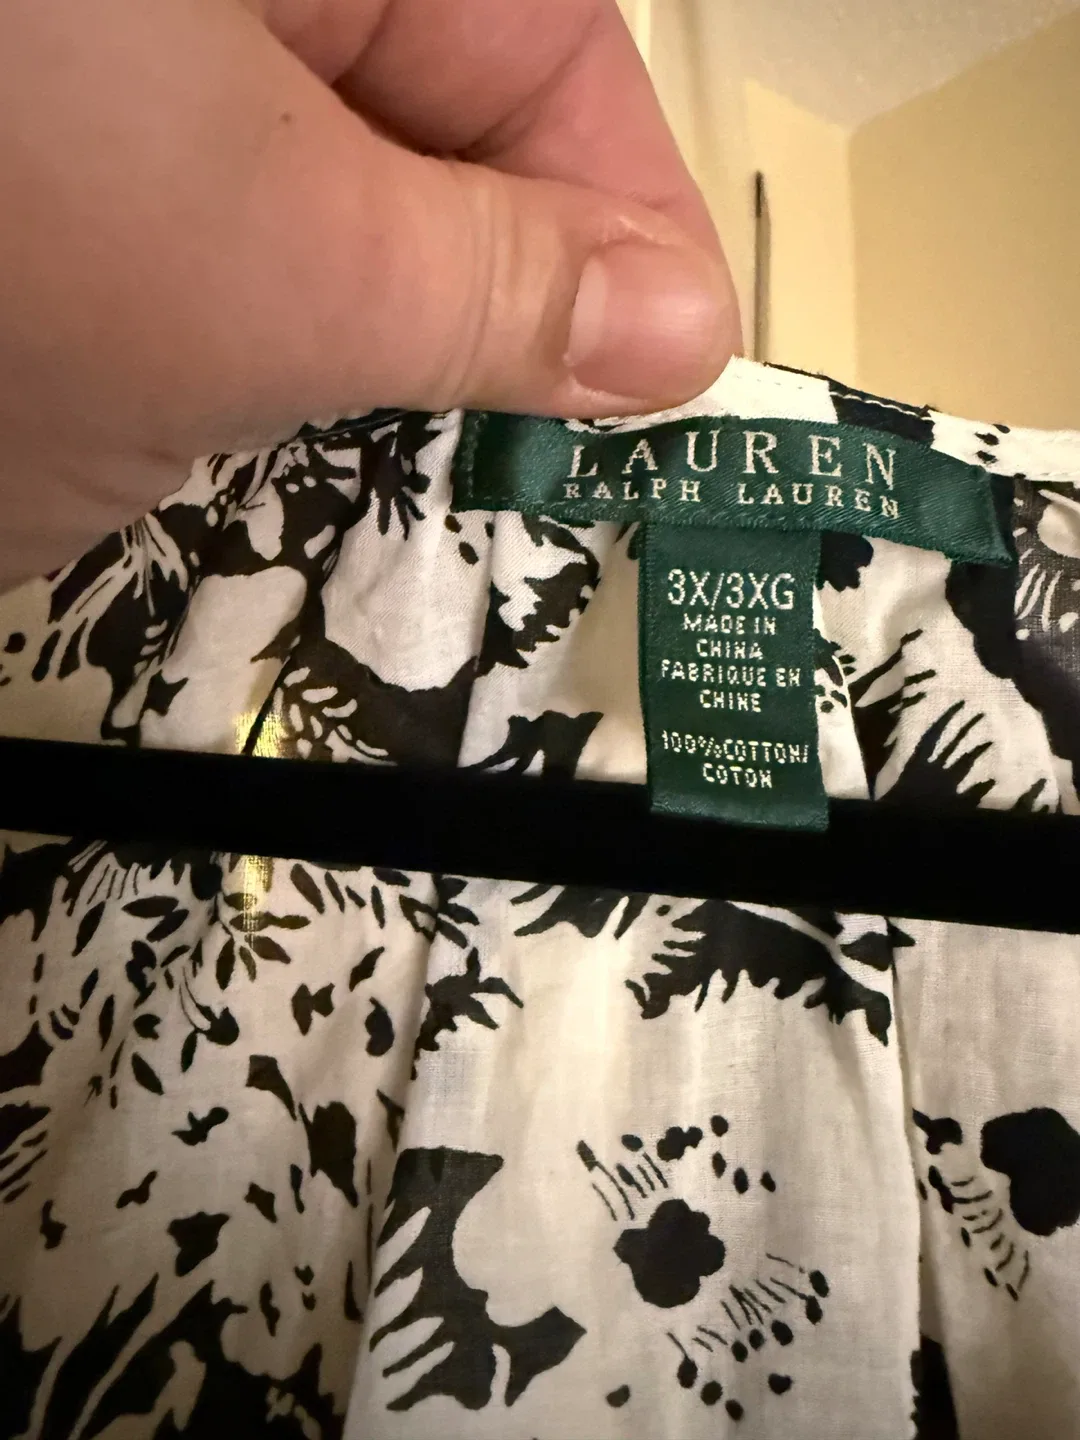 LAUREN
RALPH LAUREN
3X/3XG
MADE IN
CHINA
FABRIQUE EN
CHINE
100%COTTON/
COTON